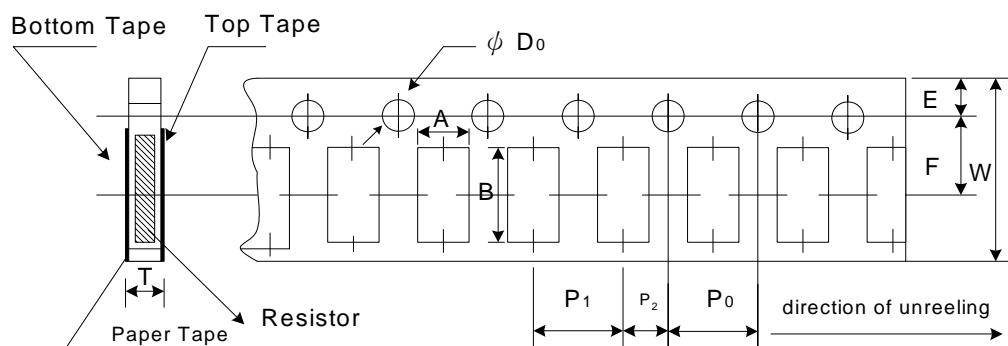 Bottom Tape
Top Tape
ψ D0
E
A
F
W
B
T
P1
P2
P0
direction of unreeling
Resistor
Paper Tape